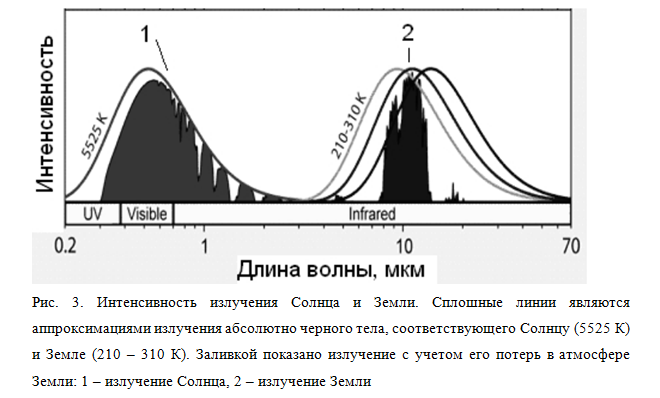 1
2
Интенсивность
5525 K
210-310 K
UV
Visible
Infrared
0.2
1
10
70
Длина волны, мкм
Рис. 3. Интенсивность излучения Солнца и Земли. Сплошные линии являются
аппроксимациями излучения абсолютно черного тела, соответствующего Солнцу (5525 К)
и Земле (210 – 310 К). Заливкой показано излучение с учетом его потерь в атмосфере
Земли: 1 – излучение Солнца, 2 – излучение Земли